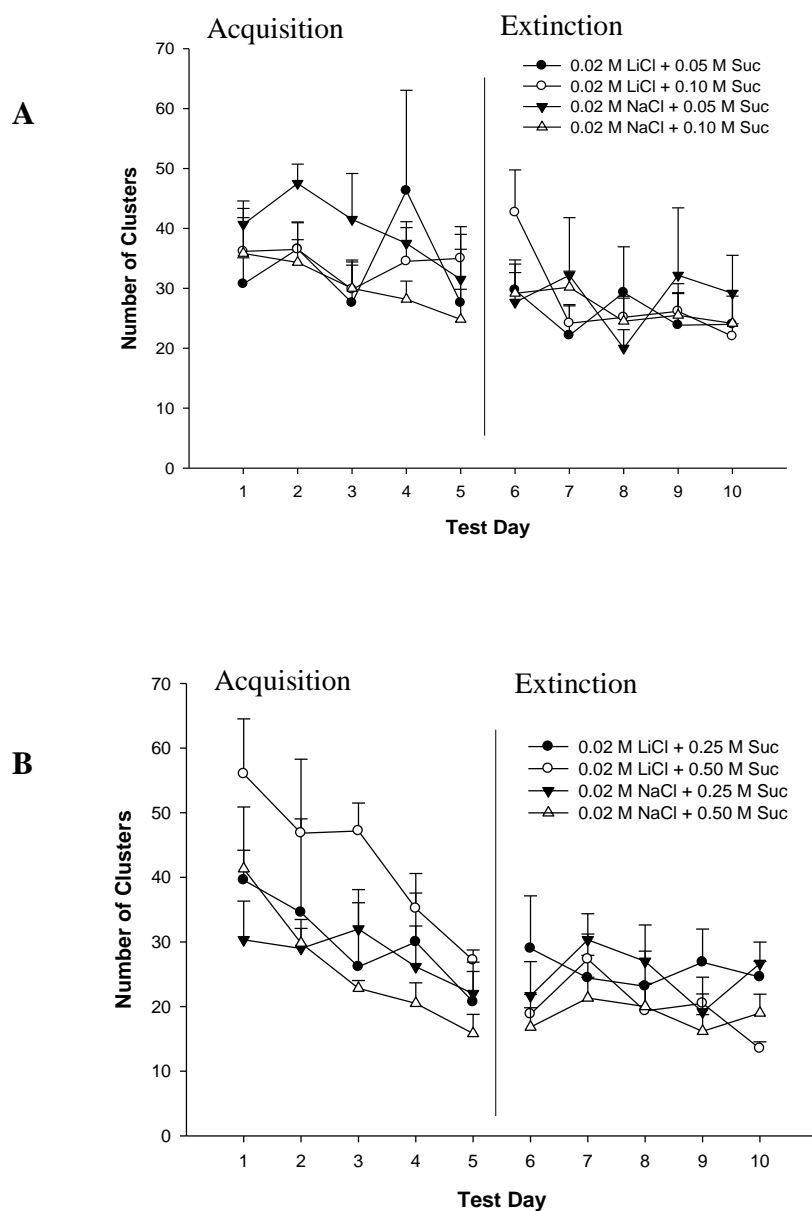 Acquisition Extinction
A
Number of Clusters
70
60
50
40
30
20
10
0
0.02 M LiCl + 0.05 M Suc
0.02 M LiCl + 0.10 M Suc
0.02 M NaCl + 0.05 M Suc
0.02 M NaCl + 0.10 M Suc
1 2 3 4 5 6 7 8 9 10
Test Day
Acquisition Extinction
B
Number of Clusters
70
60
50
40
30
20
10
0
0.02 M LiCl + 0.25 M Suc
0.02 M LiCl + 0.50 M Suc
0.02 M NaCl + 0.25 M Suc
0.02 M NaCl + 0.50 M Suc
1 2 3 4 5 6 7 8 9 10
Test Day